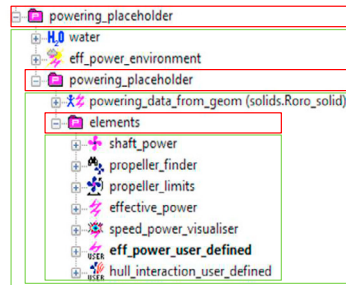 powering_placeholder
H2O water
eff_power_environment
powering_placeholder
powering_data_from_geom (solids.Roro_solid)
elements
shaft_power
propeller_finder
propeller_limits
effective_power
speed_power_visualiser
USER eff_power_user_defined
USER hull_interaction_user_defined